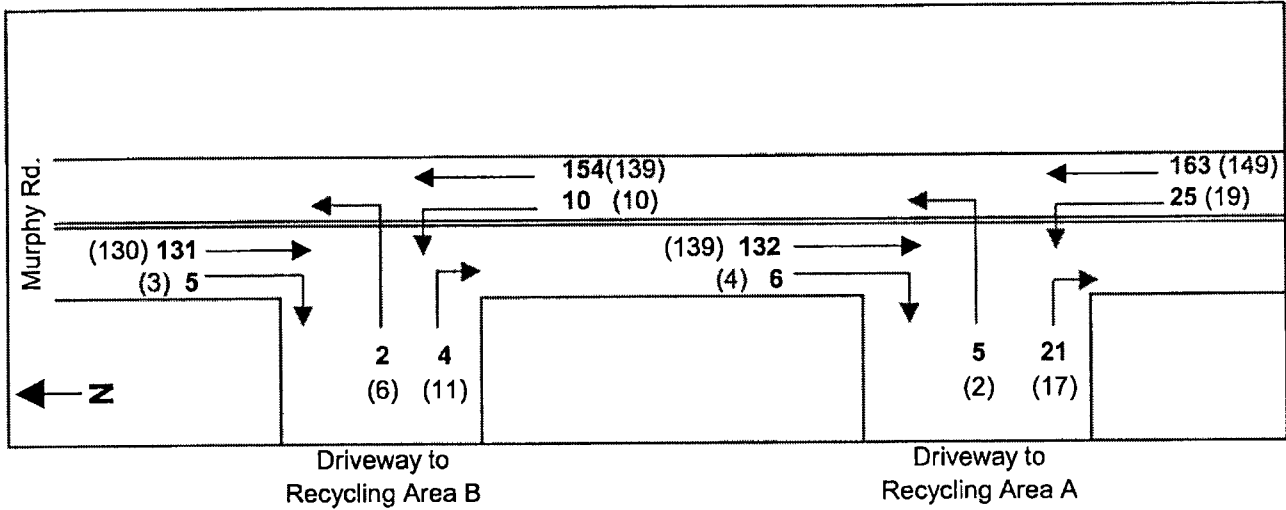 Murphy Rd.
154(139)
10 (10)
163 (149)
25 (19)
(130) 131
(3) 5
(139) 132
(4) 6
2 4
(6) (11)
5 21
(2) (17)
N
Driveway to
Recycling Area B
Driveway to
Recycling Area A